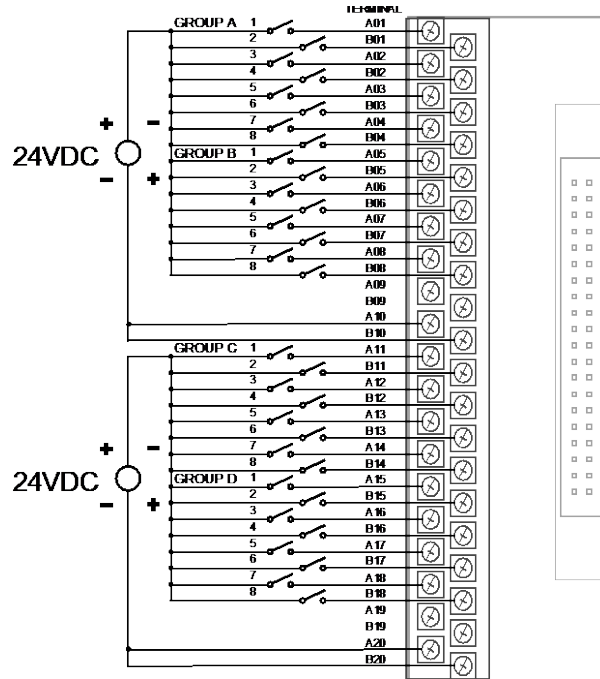 TERMINAL
GROUP A 1 A01
2 B01
3 A02
4 B02
5 A03
6 B03
+ − 7 A04
8 B04
24VDC GROUP B 1 A05
− + 2 B05
3 A06
4 B06
5 A07
6 B07
7 A08
8 B08
A09
B09
A10
B10
GROUP C 1 A11
2 B11
3 A12
4 B12
5 A13
6 B13
+ − 7 A14
8 B14
24VDC GROUP D 1 A15
− + 2 B15
3 A16
4 B16
5 A17
6 B17
7 A18
8 B18
A19
B19
A20
B20